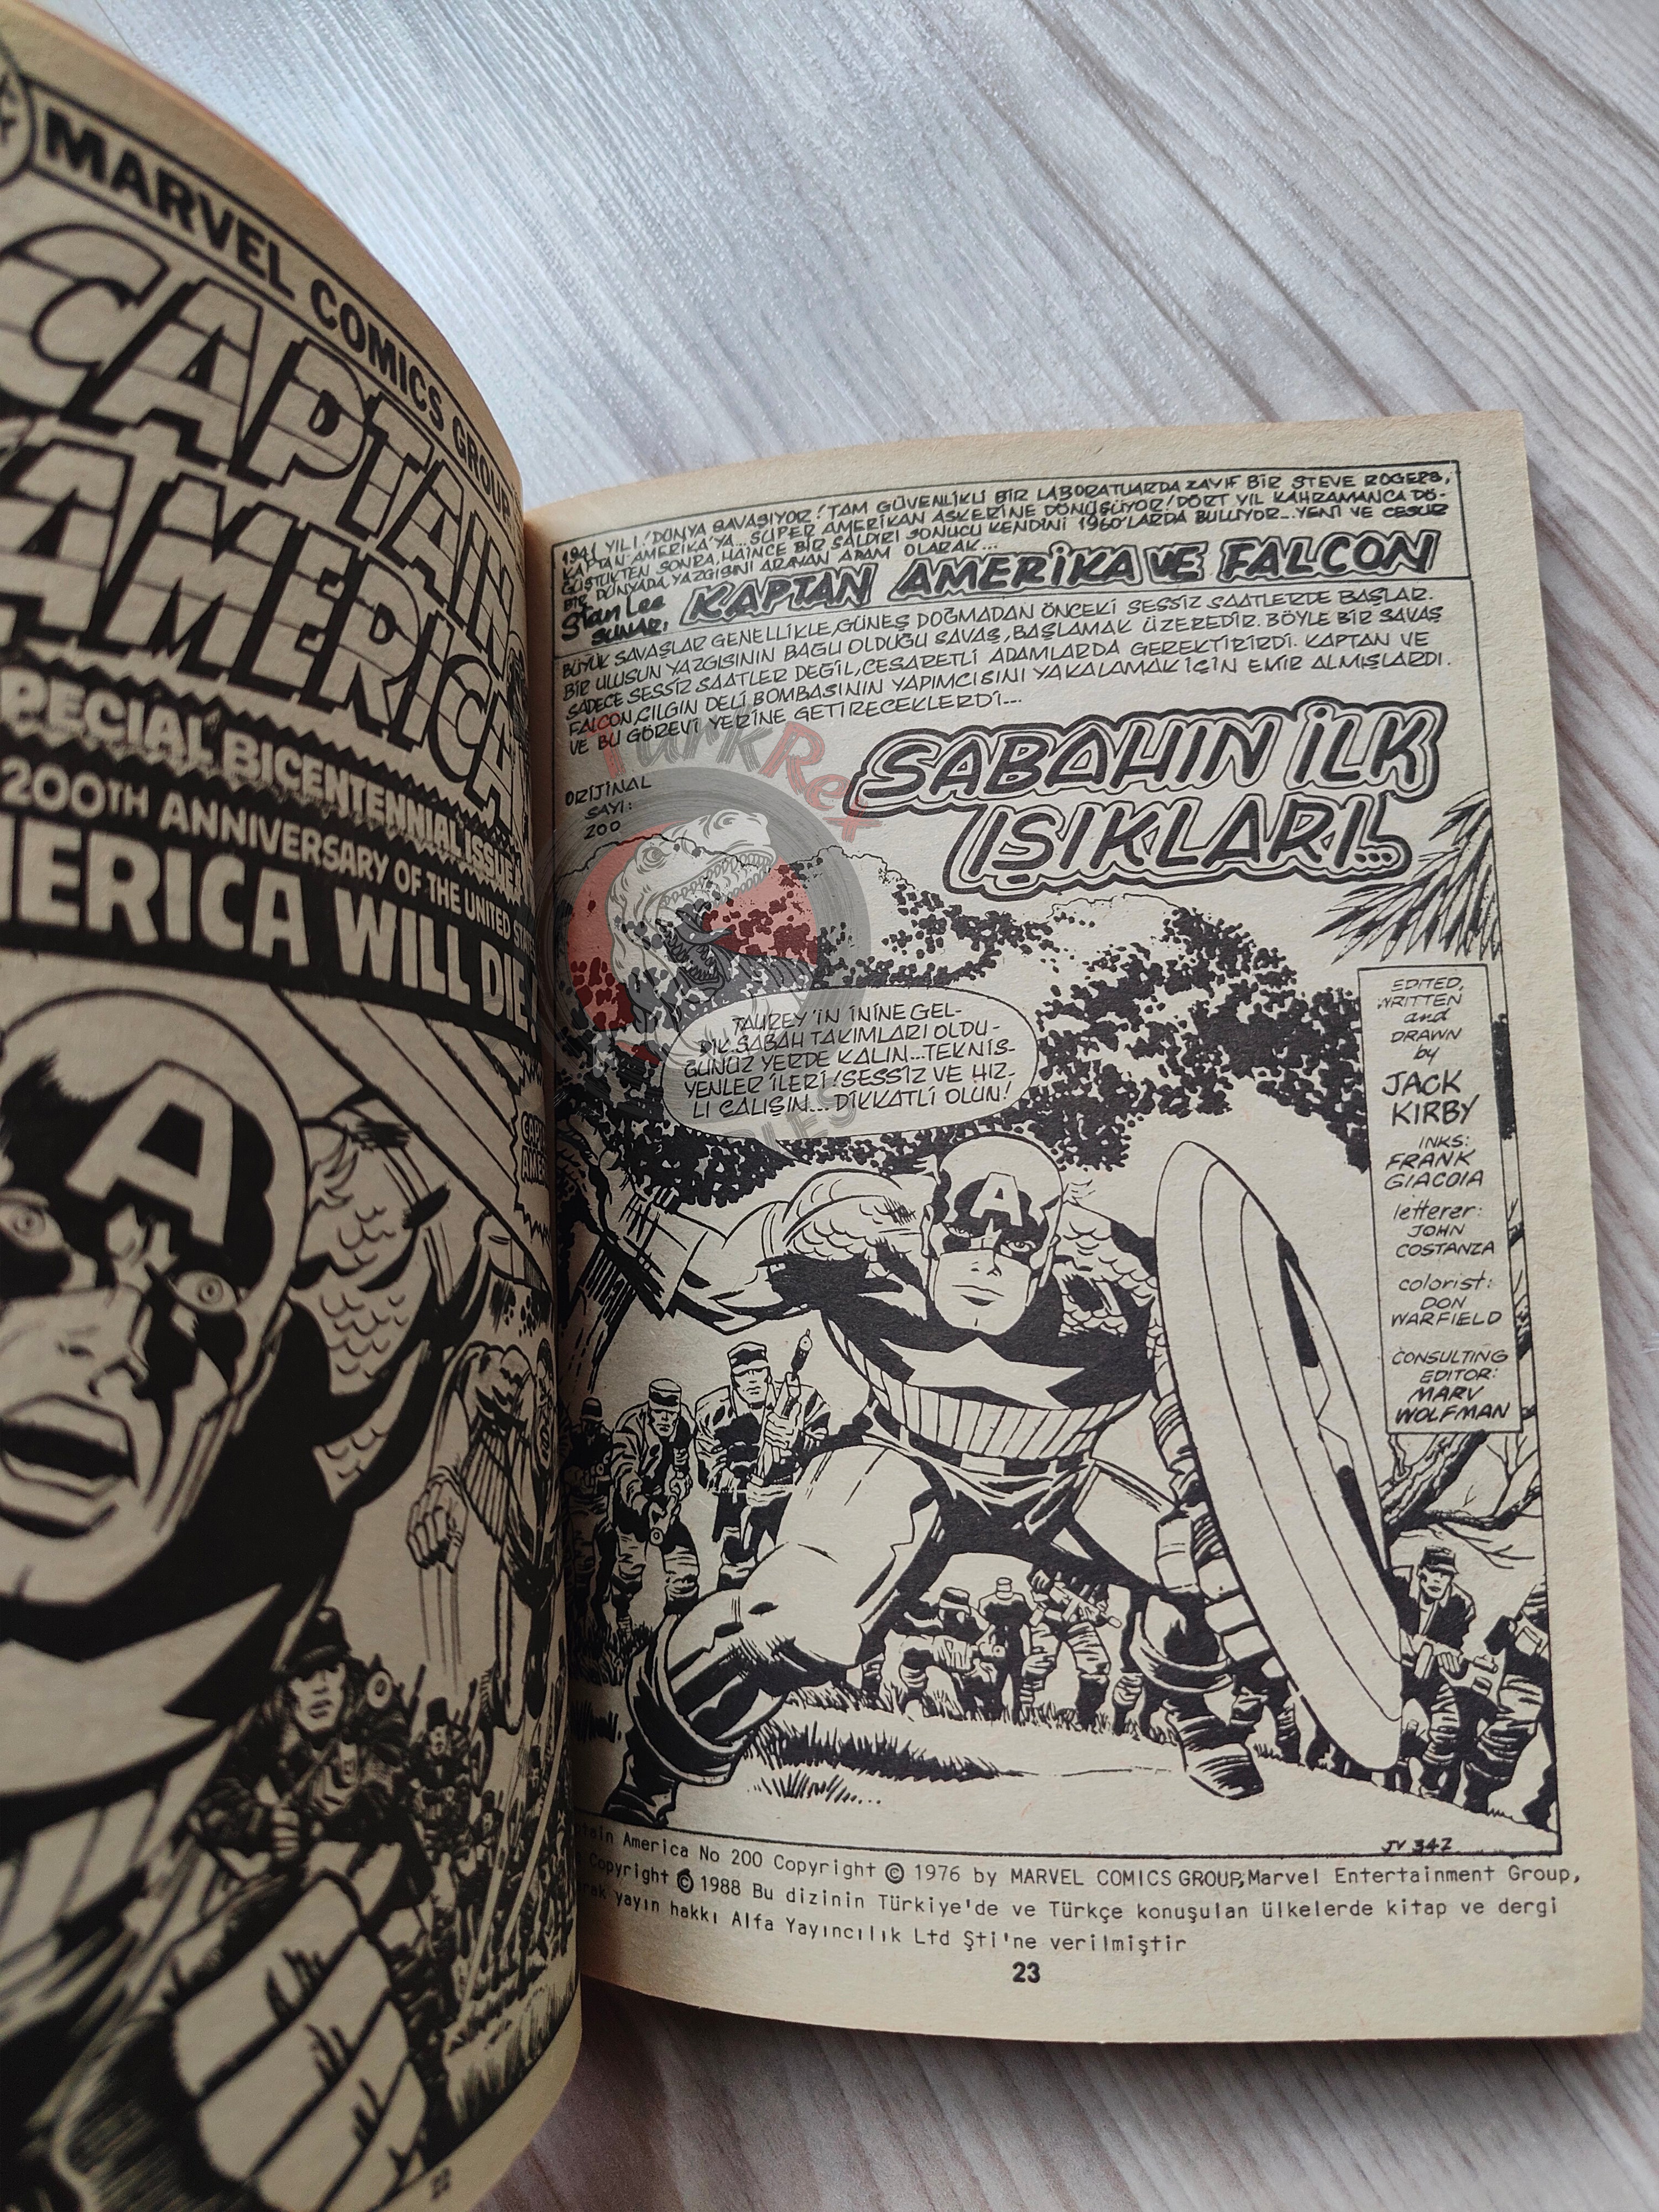 MARVEL COMICS GROUP
CAPTAIN
AMERICA
SPECIAL BICENTENNIAL ISSUE!
200TH ANNIVERSARY OF THE UNITED STATES
AMERICA WILL DIE!
22
1941 YILI! DÜNYA SAVAŞIYOR! TAM GÜVENLİKLİ BİR LABORATUARDA ZAYIF BİR STEVE ROGERS,
KAPTAN AMERİKA'YA... SÜPER AMERİKAN ASKERİNE DÖNÜŞÜYOR! DÖRT YIL KAHRAMANCA DÖ-
ĞÜŞTÜKTEN SONRA, HAİNCE BİR SALDIRI SONUCU KENDİNİ 1960'LARDA BULUYOR... YENİ VE CESUR
BİR DÜNYADA, YAZGISINI ARAYAN ADAM OLARAK...
Stan Lee
SUNAR,
KAPTAN AMERİKA VE FALCON
BÜYÜK SAVAŞLAR GENELLİKLE, GÜNEŞ DOĞMADAN ÖNCEKİ SESSİZ SAATLERDE BAŞLAR.
BİR ULUSUN YAZGISININ BAĞLI OLDUĞU SAVAŞ, BAŞLAMAK ÜZEREDİR. BÖYLE BİR SAVAŞ
SADECE SESSİZ SAATLER DEĞİL, CESARETLİ ADAMLARDA GEREKTİRİRDİ. KAPTAN VE
FALCON, ÇILGIN DELİ BOMBASININ YAPIMCISINI YAKALAMAK İÇİN EMİR ALMIŞLARDI.
VE BU GÖREVİ YERİNE GETİRECEKLERDİ...
TurkRex
ORİJİNAL
SAYI:
200
SABAHIN İLK
IŞIKLARI...
TAUREY'İN İNİNE GEL-
DİK. SABAH TAKIMLARI OLDU-
ĞUNUZ YERDE KALIN... TEKNİS-
YENLER İLERİ! SESSİZ VE HIZ-
LI ÇALIŞIN... DİKKATLİ OLUN!
EDITED,
WRITTEN
and
DRAWN
by
JACK
KIRBY
INKS:
FRANK
GIACOIA
letterer:
JOHN
COSTANZA
colorist:
DON
WARFIELD
CONSULTING
EDITOR:
MARV
WOLFMAN
JV 342
America No 200 Copyright © 1976 by MARVEL COMICS GROUP, Marvel Entertainment Group,
Copyright © 1988 Bu dizinin Türkiye'de ve Türkçe konuşulan ülkelerde kitap ve dergi
yayın hakkı Alfa Yayıncılık Ltd Şti'ne verilmiştir
23